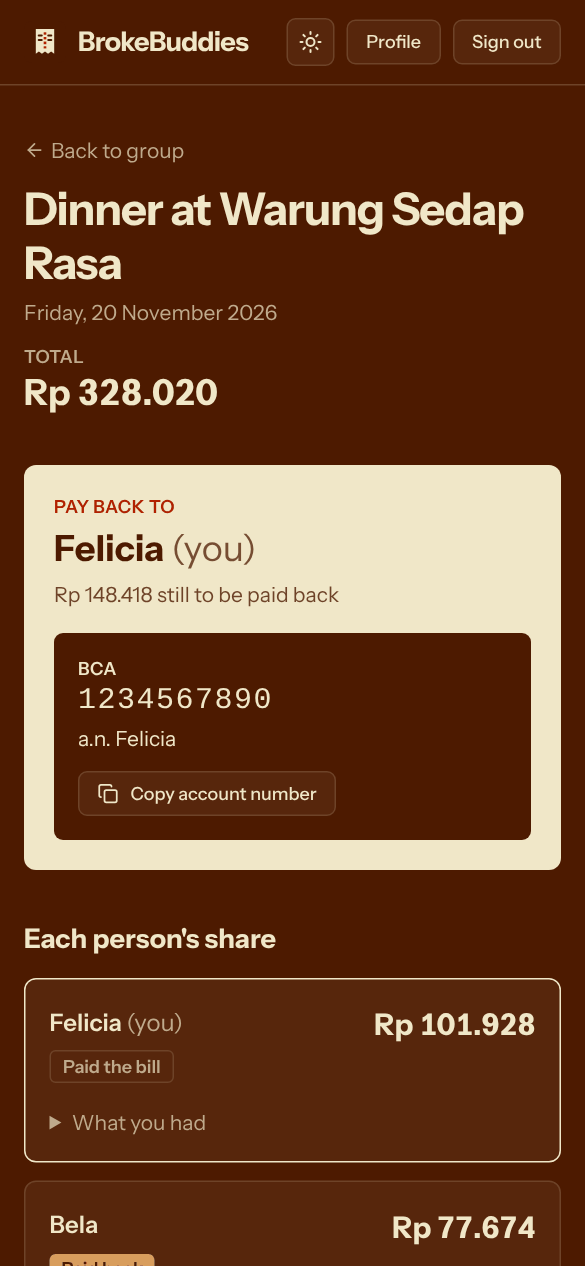 BrokeBuddies
Profile
Sign out
Back to group
Dinner at Warung Sedap
Rasa
Friday, 20 November 2026
TOTAL
Rp 328.020
PAY BACK TO
Felicia (you)
Rp 148.418 still to be paid back
BCA
1234567890
a.n. Felicia
Copy account number
Each person's share
Felicia (you)
Rp 101.928
Paid the bill
What you had
Bela
Rp 77.674